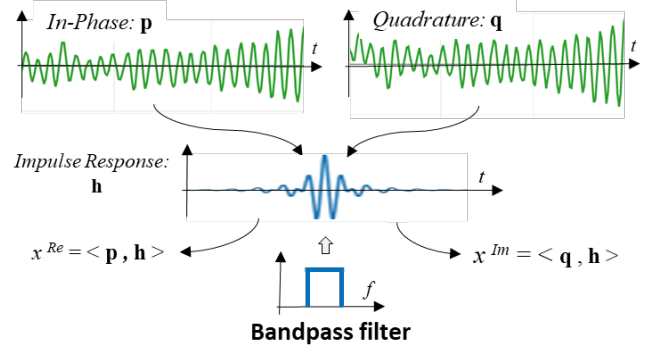 In-Phase: p
Quadrature: q
t
t
Impulse Response:
h
t
x Re = < p , h >
x Im = < q , h >
f
Bandpass filter